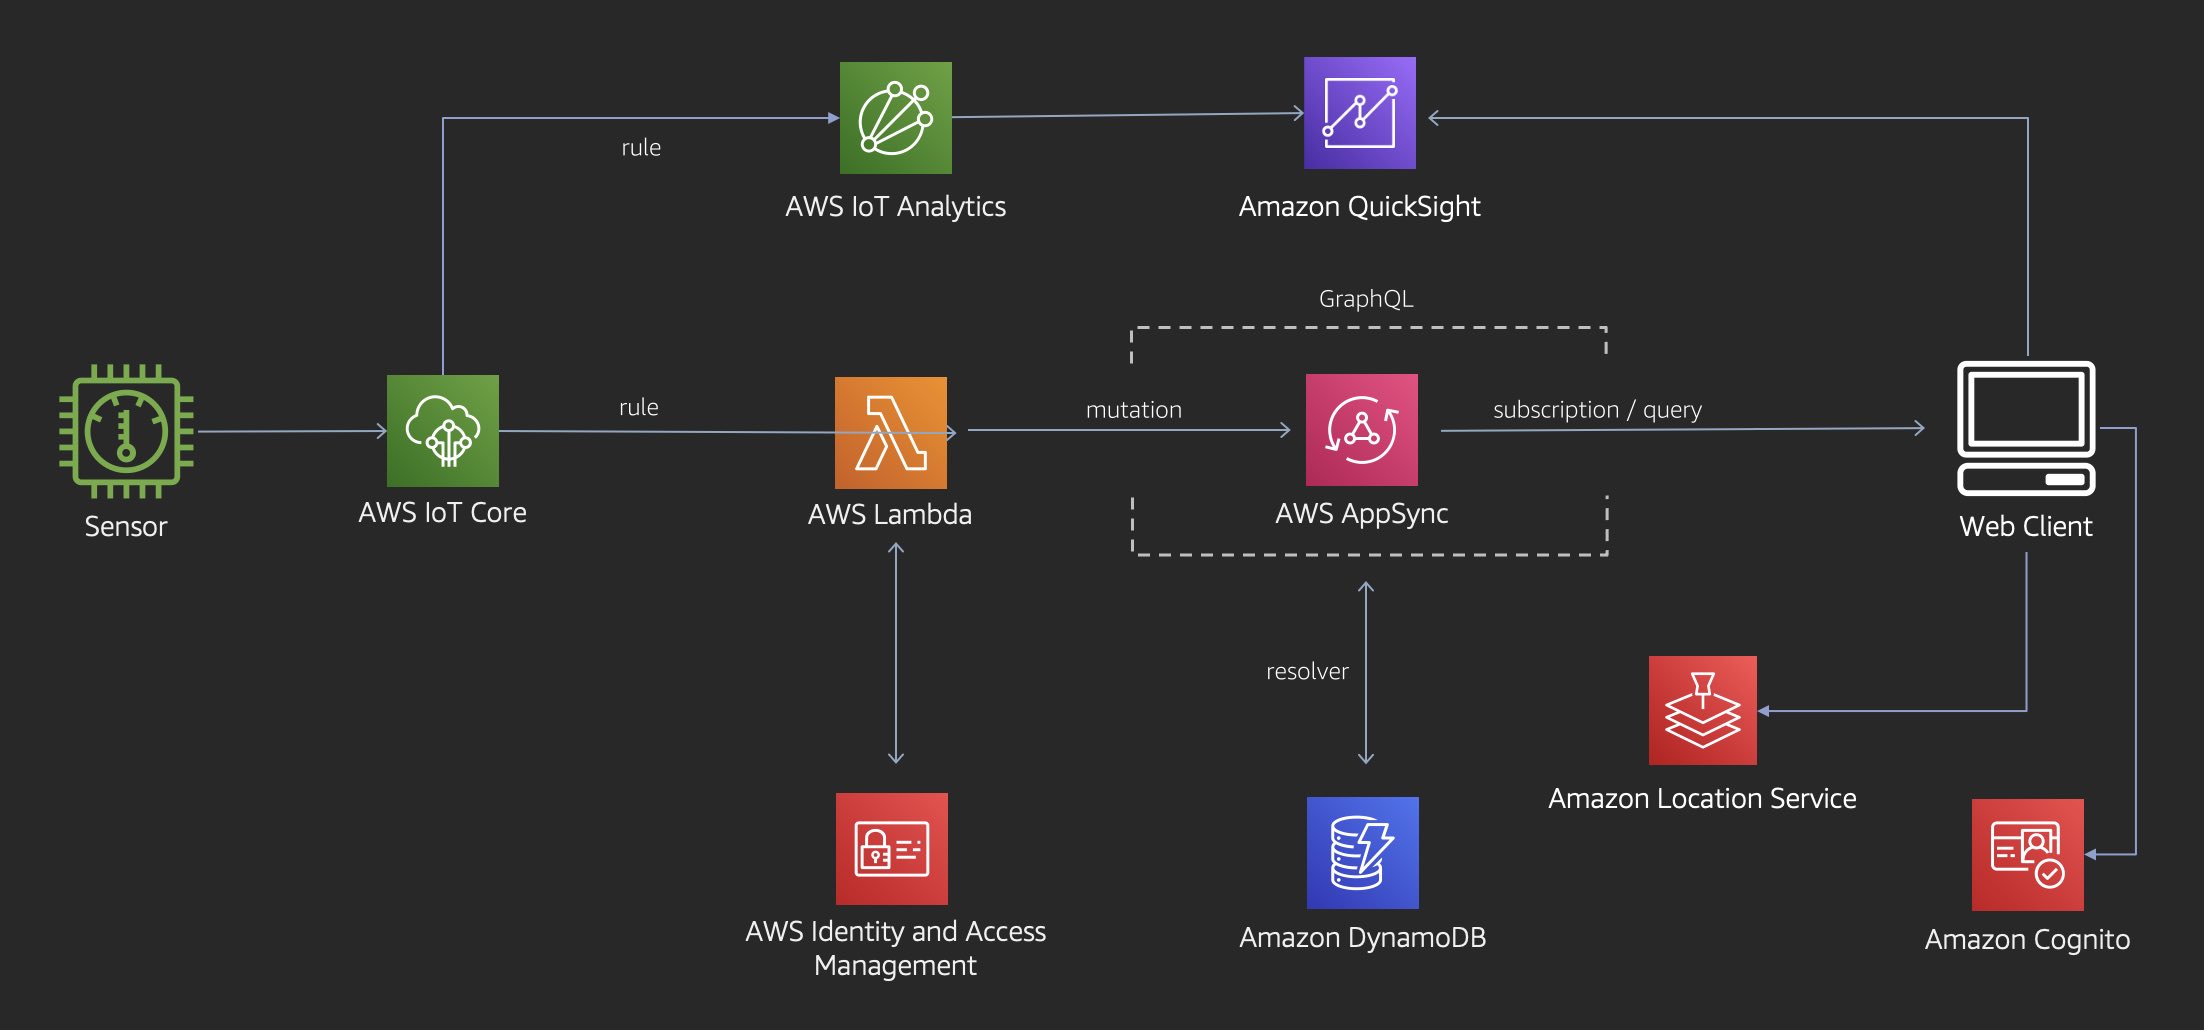 rule
AWS IoT Analytics
Amazon QuickSight
GraphQL
rule
mutation
subscription / query
Sensor
AWS IoT Core
AWS Lambda
AWS AppSync
Web Client
resolver
Amazon Location Service
AWS Identity and Access
Management
Amazon DynamoDB
Amazon Cognito